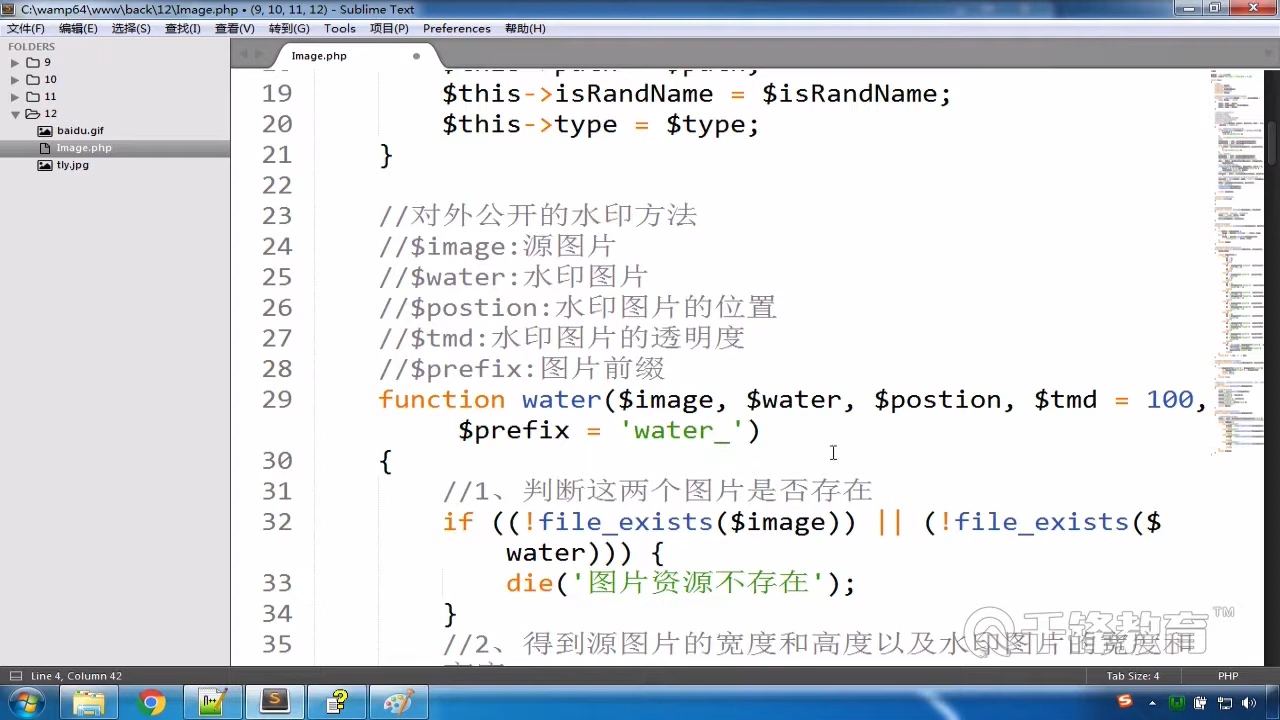 C:\wamp64\www\back\12\Image.php • (9, 10, 11, 12) - Sublime Text
文件(F) 编辑(E) 选择(S) 查找(I) 查看(V) 转到(G) Tools 项目(P) Preferences 帮助(H)
FOLDERS
9
10
11
12
baidu.gif
Image.php
tly.jpg
Image.php
19 $this->isRandName = $isRandName;
20 $this->type = $type;
21 }
22
23 //对外公开的水印方法
24 //$image:源图片
25 //$water:水印图片
26 //$postion:水印图片的位置
27 //$tmd:水印图片的透明度
28 //$prefix:图片前缀
29 function water($image, $water, $postion, $tmd = 100,
$prefix = 'water_')
30 {
31 //1、判断这两个图片是否存在
32 if ((!file_exists($image)) || (!file_exists($
water))) {
33 die('图片资源不存在');
34 }
35 //2、得到源图片的宽度和高度以及水印图片的宽度和
千锋教育™
Line 4, Column 42 Tab Size: 4 PHP